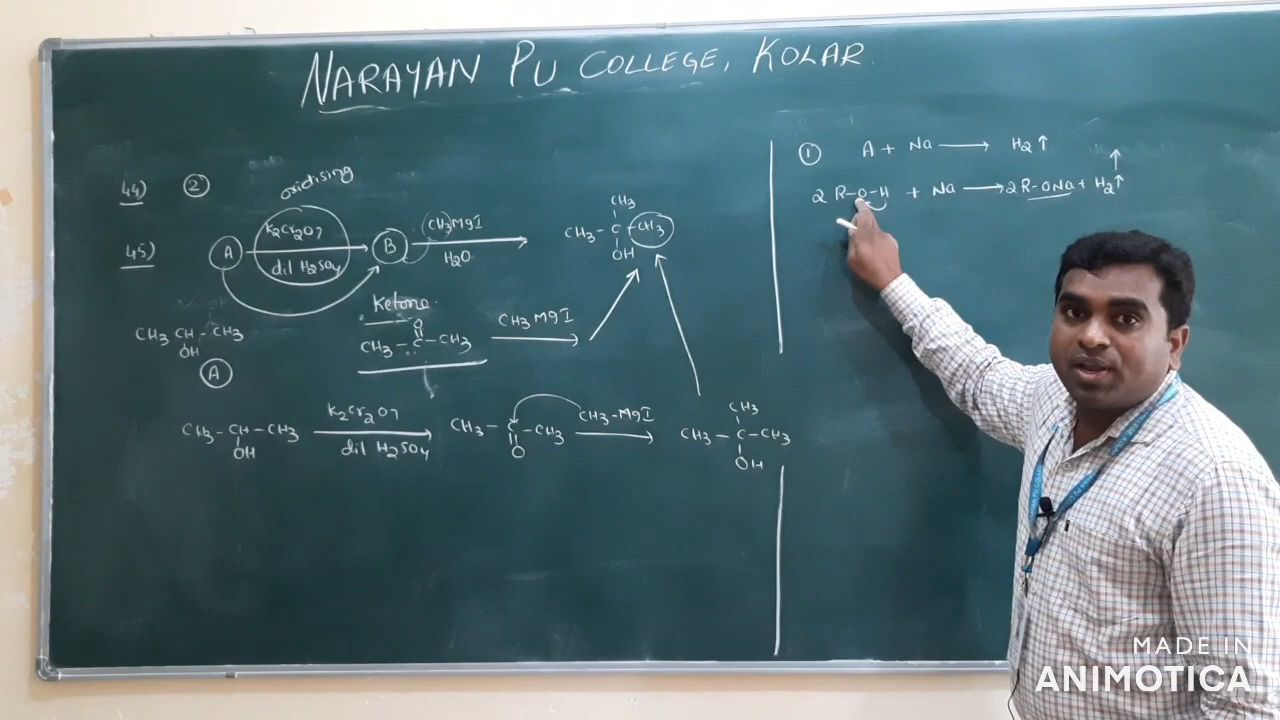 NARAYAN PU COLLEGE, KOLAR.
44) ②
oxidising
45) A K₂Cr₂O₇ B (CH₃)MgI
dil H₂SO₄ H₂O
CH₃
CH₃- C -CH₃
OH
Ketone.
CH₃ CH - CH₃
OH
A
O
CH₃ - C - CH₃ CH₃MgI
CH₃ - CH - CH₃ K₂Cr₂O₇ CH₃ - C - CH₃ CH₃-MgI
OH dil H₂SO₄ O
CH₃
CH₃ - C - CH₃
OH
① A + Na ⟶ H₂↑
2 R-O-H + Na ⟶ 2 R-ONa + H₂↑
MADE IN
ANIMOTICA